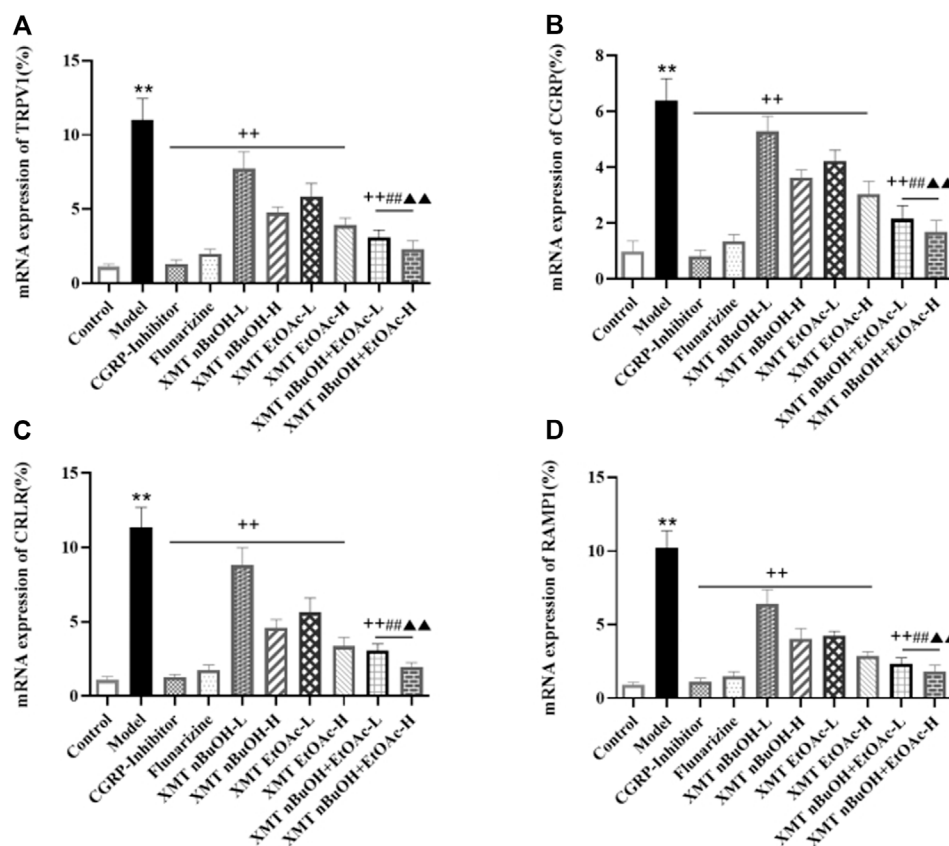 A
mRNA expression of TRPV1(%)
15
10
5
0
**
++
++##▲▲
Control
Model
CGRP-Inhibitor
Flunarizine
XMT nBuOH-L
XMT nBuOH-H
XMT EtOAc-L
XMT EtOAc-H
XMT nBuOH+EtOAc-L
XMT nBuOH+EtOAc-H
B
mRNA expression of CGRP(%)
8
6
4
2
0
**
++
++##▲▲
Control
Model
CGRP-Inhibitor
Flunarizine
XMT nBuOH-L
XMT nBuOH-H
XMT EtOAc-L
XMT EtOAc-H
XMT nBuOH+EtOAc-L
XMT nBuOH+EtOAc-H
C
mRNA expression of CRLR(%)
15
10
5
0
**
++
++##▲▲
Control
Model
CGRP-Inhibitor
Flunarizine
XMT nBuOH-L
XMT nBuOH-H
XMT EtOAc-L
XMT EtOAc-H
XMT nBuOH+EtOAc-L
XMT nBuOH+EtOAc-H
D
mRNA expression of RAMP1(%)
15
10
5
0
**
++
++##▲▲
Control
Model
CGRP-Inhibitor
Flunarizine
XMT nBuOH-L
XMT nBuOH-H
XMT EtOAc-L
XMT EtOAc-H
XMT nBuOH+EtOAc-L
XMT nBuOH+EtOAc-H